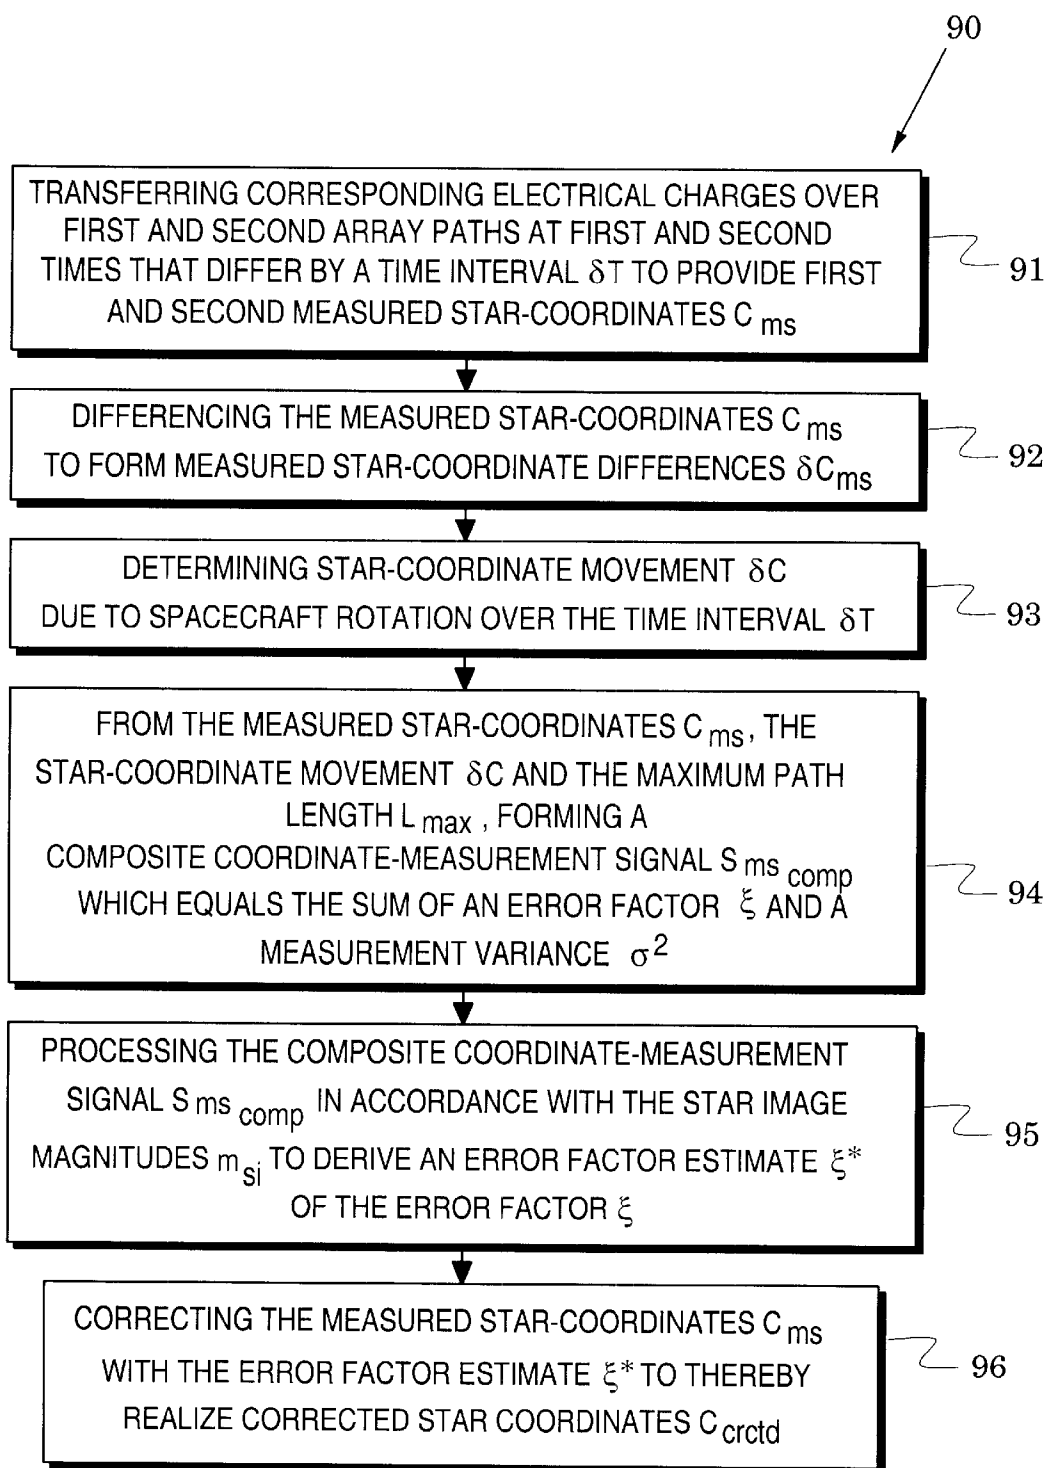 90
TRANSFERRING CORRESPONDING ELECTRICAL CHARGES OVER
FIRST AND SECOND ARRAY PATHS AT FIRST AND SECOND
TIMES THAT DIFFER BY A TIME INTERVAL δT TO PROVIDE FIRST
AND SECOND MEASURED STAR-COORDINATES C ms
91
DIFFERENCING THE MEASURED STAR-COORDINATES C ms
TO FORM MEASURED STAR-COORDINATE DIFFERENCES δC ms
92
DETERMINING STAR-COORDINATE MOVEMENT δC
DUE TO SPACECRAFT ROTATION OVER THE TIME INTERVAL δT
93
FROM THE MEASURED STAR-COORDINATES C ms, THE
STAR-COORDINATE MOVEMENT δC AND THE MAXIMUM PATH
LENGTH L max, FORMING A
COMPOSITE COORDINATE-MEASUREMENT SIGNAL S ms comp
WHICH EQUALS THE SUM OF AN ERROR FACTOR ξ AND A
MEASUREMENT VARIANCE σ²
94
PROCESSING THE COMPOSITE COORDINATE-MEASUREMENT
SIGNAL S ms comp IN ACCORDANCE WITH THE STAR IMAGE
MAGNITUDES m si TO DERIVE AN ERROR FACTOR ESTIMATE ξ*
OF THE ERROR FACTOR ξ
95
CORRECTING THE MEASURED STAR-COORDINATES C ms
WITH THE ERROR FACTOR ESTIMATE ξ* TO THEREBY
REALIZE CORRECTED STAR COORDINATES C crctd
96